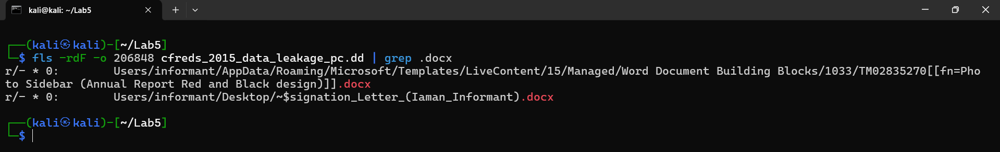 kali@kali: ~/Lab5
┌──(kali㉿kali)-[~/Lab5]
└─$ fls -rdF -o 206848 cfreds_2015_data_leakage_pc.dd | grep .docx
r/- * 0:        Users/informant/AppData/Roaming/Microsoft/Templates/LiveContent/15/Managed/Word Document Building Blocks/1033/TM02835270[[fn=Pho
to Sidebar (Annual Report Red and Black design)]].docx
r/- * 0:        Users/informant/Desktop/~$signation_Letter_(Iaman_Informant).docx
┌──(kali㉿kali)-[~/Lab5]
└─$